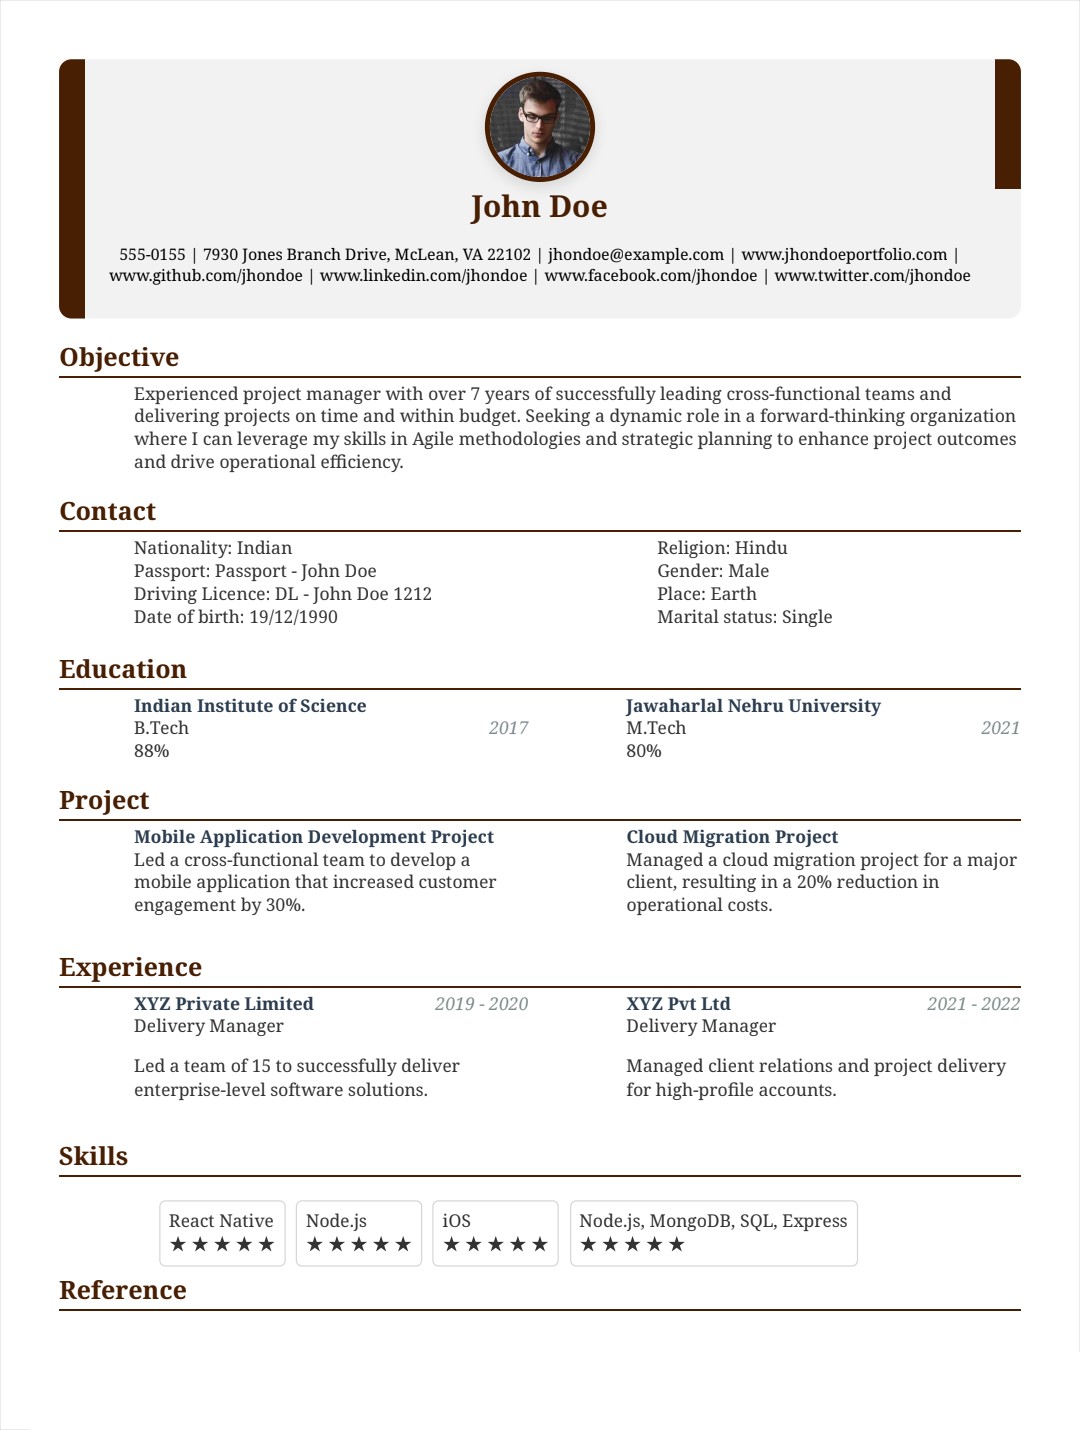 John Doe
555-0155 | 7930 Jones Branch Drive, McLean, VA 22102 | jhondoe@example.com | www.jhondoeportfolio.com |
www.github.com/jhondoe | www.linkedin.com/jhondoe | www.facebook.com/jhondoe | www.twitter.com/jhondoe
Objective
Experienced project manager with over 7 years of successfully leading cross-functional teams and
delivering projects on time and within budget. Seeking a dynamic role in a forward-thinking organization
where I can leverage my skills in Agile methodologies and strategic planning to enhance project outcomes
and drive operational efficiency.
Contact
Nationality: Indian
Passport: Passport - John Doe
Driving Licence: DL - John Doe 1212
Date of birth: 19/12/1990
Religion: Hindu
Gender: Male
Place: Earth
Marital status: Single
Education
Indian Institute of Science
B.Tech 2017
88%
Jawaharlal Nehru University
M.Tech 2021
80%
Project
Mobile Application Development Project
Led a cross-functional team to develop a
mobile application that increased customer
engagement by 30%.
Cloud Migration Project
Managed a cloud migration project for a major
client, resulting in a 20% reduction in
operational costs.
Experience
XYZ Private Limited 2019 - 2020
Delivery Manager
Led a team of 15 to successfully deliver
enterprise-level software solutions.
XYZ Pvt Ltd 2021 - 2022
Delivery Manager
Managed client relations and project delivery
for high-profile accounts.
Skills
React Native
★★★★★
Node.js
★★★★★
iOS
★★★★★
Node.js, MongoDB, SQL, Express
★★★★★
Reference